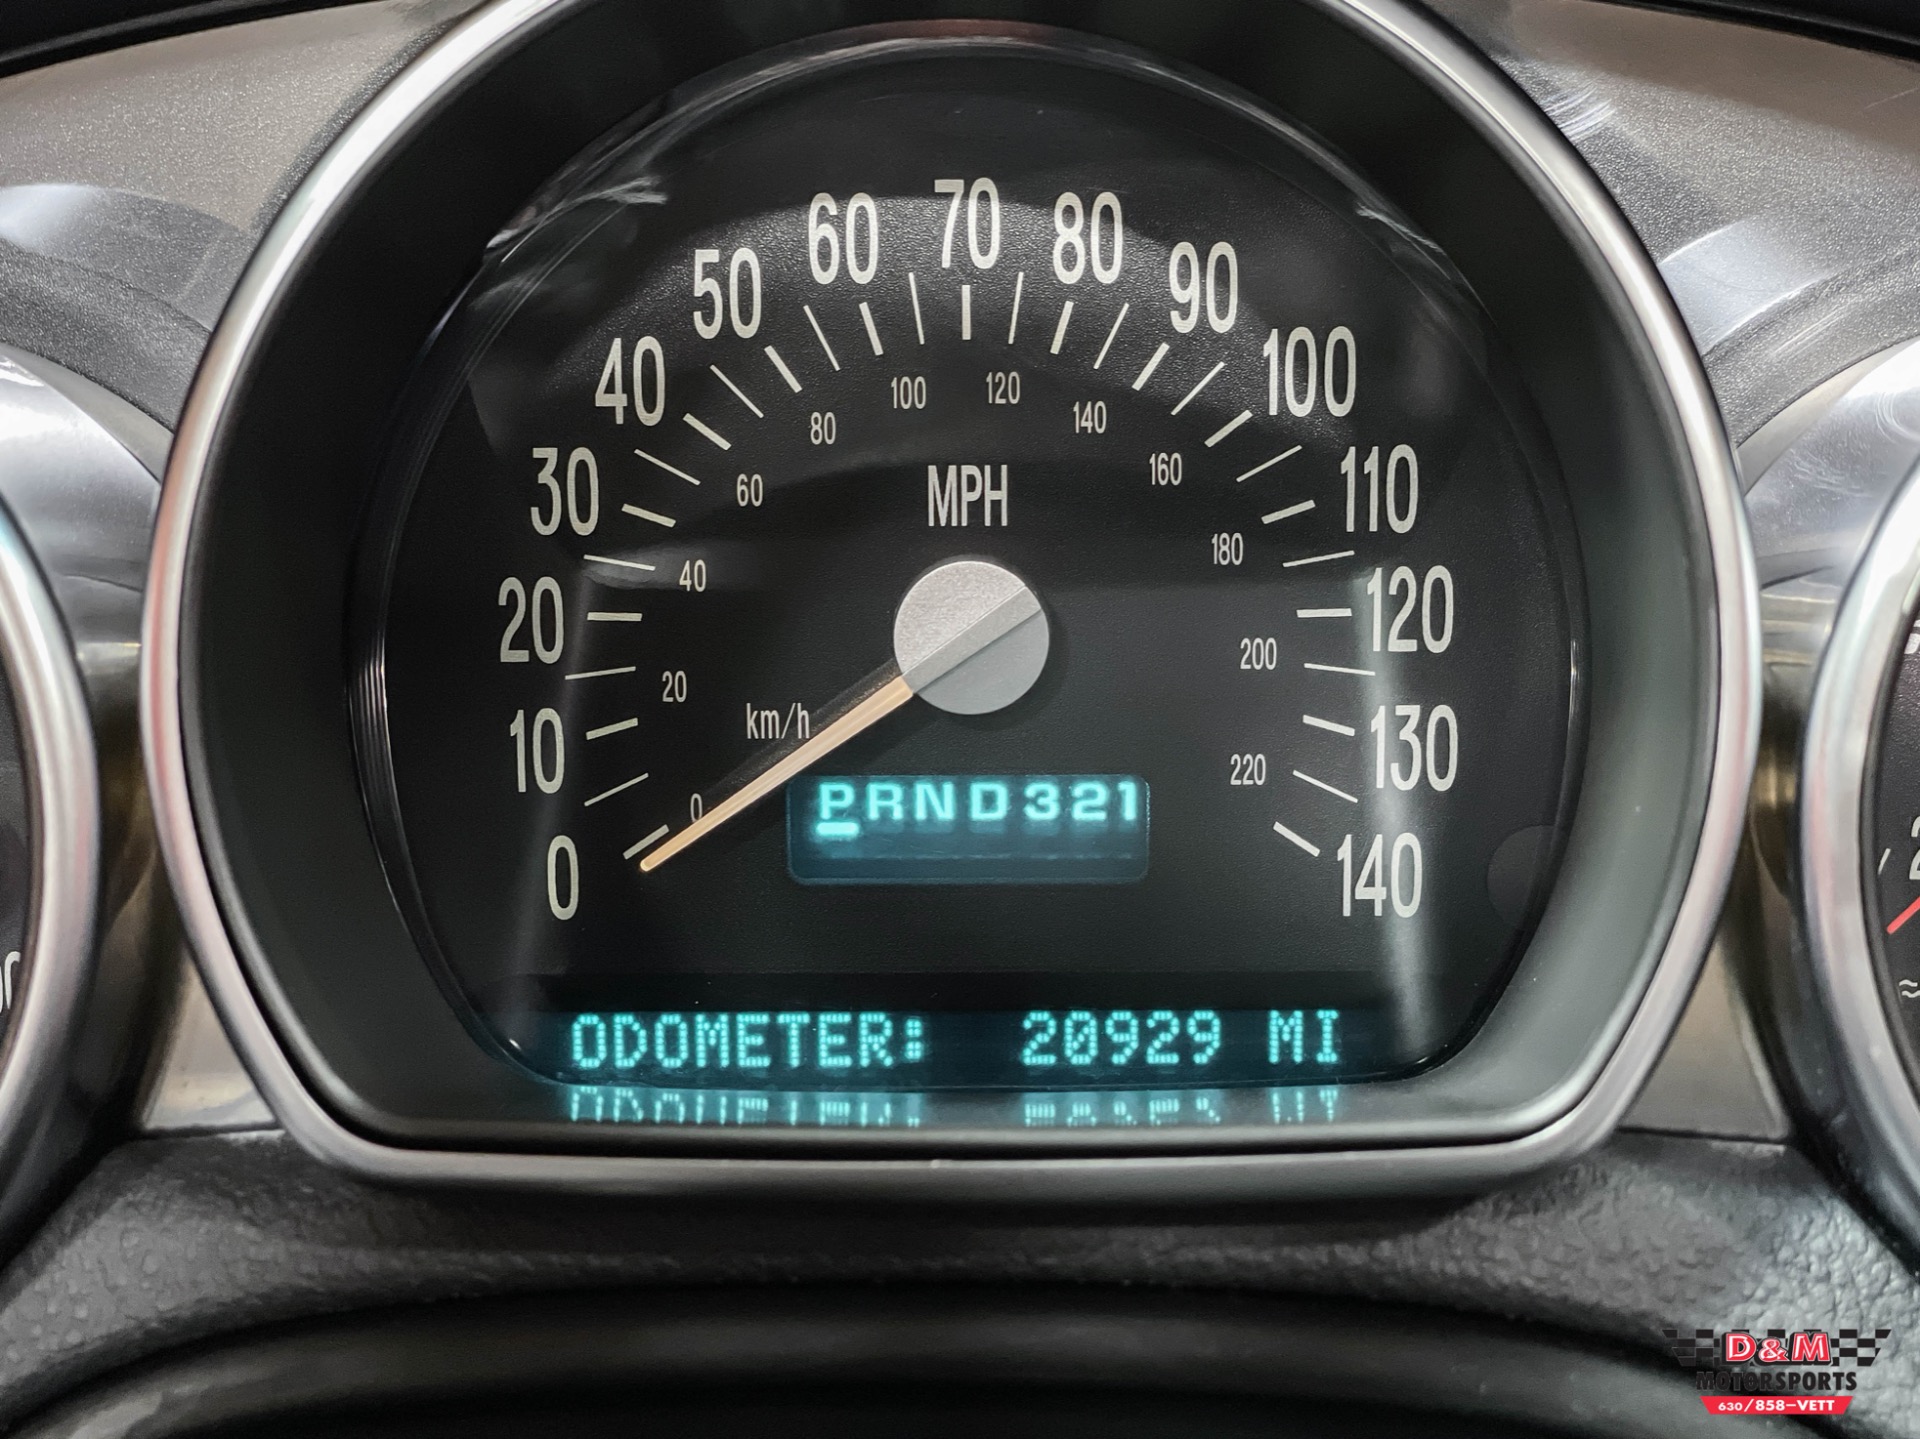 60 70 80
50 90
40 100
100 120
80 140
30 MPH 110
60 160
180
40
20 120
200
20
km/h
10 130
220
0 PRND321
0 140
ODOMETER: 20929 MI
D&M
MOTORSPORTS
630/858-VETT